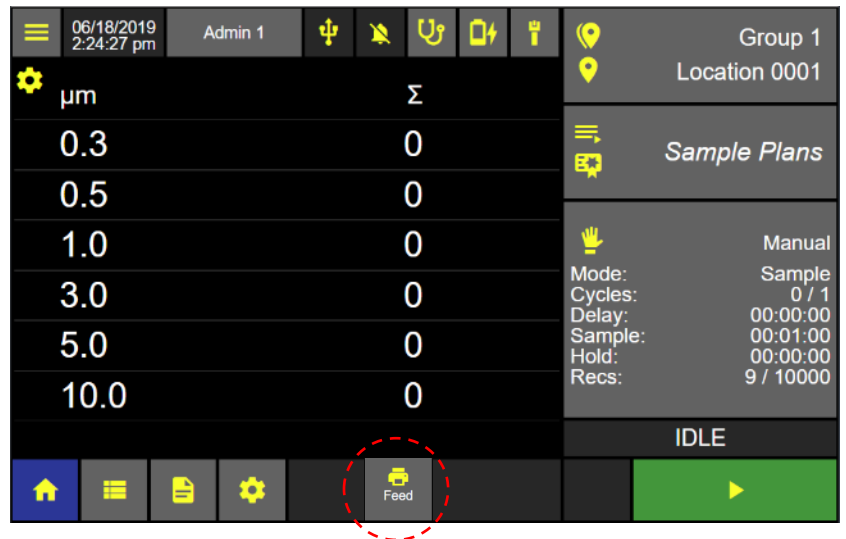 06/18/2019
2:24:27 pm
Admin 1
Group 1
Location 0001
μm Σ
0.3 0
0.5 0
1.0 0
3.0 0
5.0 0
10.0 0
Sample Plans
Manual
Mode: Sample
Cycles: 0 / 1
Delay: 00:00:00
Sample: 00:01:00
Hold: 00:00:00
Recs: 9 / 10000
IDLE
Feed